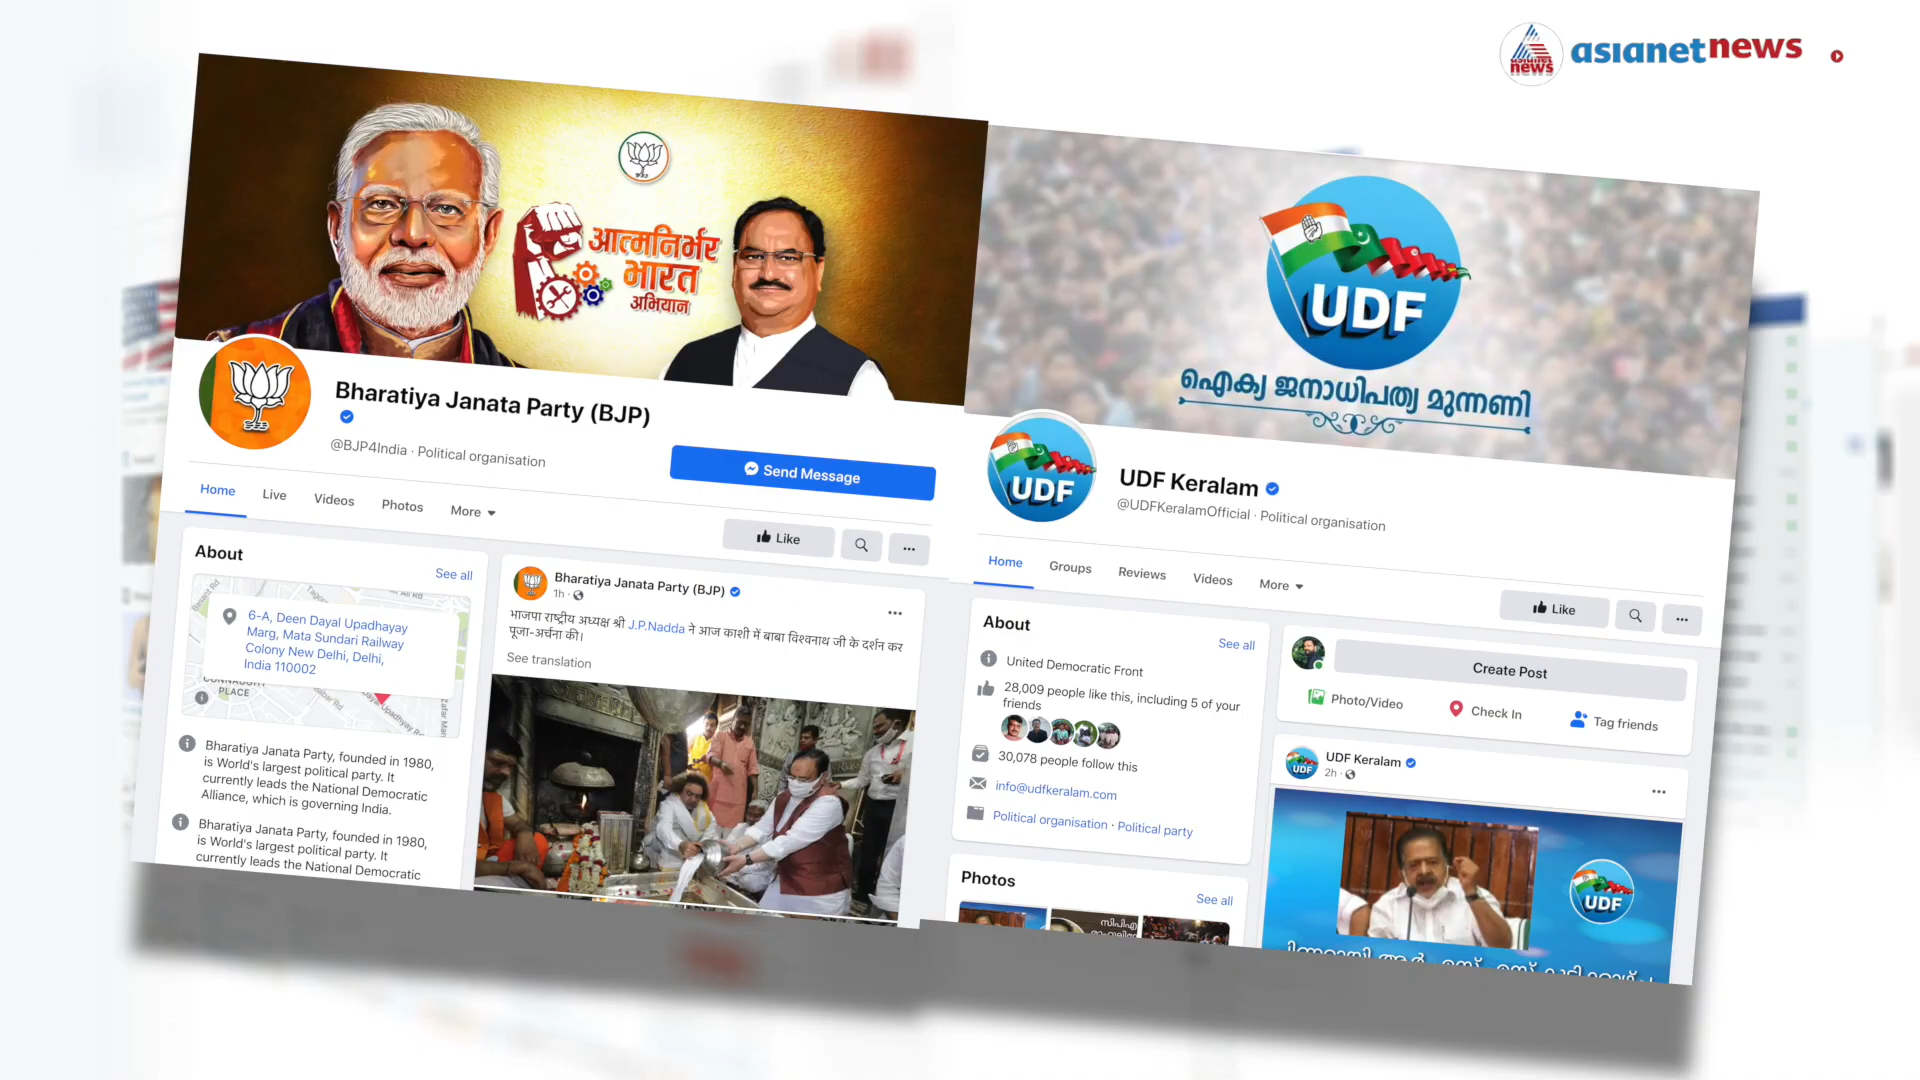 asianet news
asianet
news
आत्मनिर्भर
भारत
अभियान
Bharatiya Janata Party (BJP)
@BJP4India · Political organisation
Send Message
Home
Live
Videos
Photos
More
Like
About
See all
6-A, Deen Dayal Upadhayay
Marg, Mata Sundari Railway
Colony New Delhi, Delhi,
India 110002
PLACE
Bharatiya Janata Party, founded in 1980,
is World's largest political party. It
currently leads the National Democratic
Alliance, which is governing India.
Bharatiya Janata Party, founded in 1980,
is World's largest political party. It
currently leads the National Democratic
Bharatiya Janata Party (BJP)
1h ·
भाजपा राष्ट्रीय अध्यक्ष श्री J.P.Nadda ने आज काशी में बाबा विश्वनाथ जी के दर्शन कर
पूजा-अर्चना की।
See translation
UDF
ഐക്യ ജനാധിപത്യ മുന്നണി
UDF
UDF Keralam
@UDFKeralamOfficial · Political organisation
Home
Groups
Reviews
Videos
More
Like
About
See all
United Democratic Front
28,009 people like this, including 5 of your
friends
30,078 people follow this
info@udfkeralam.com
Political organisation · Political party
Photos
See all
സിപിഎ
Create Post
Photo/Video
Check In
Tag friends
UDF
UDF Keralam
2h ·
UDF